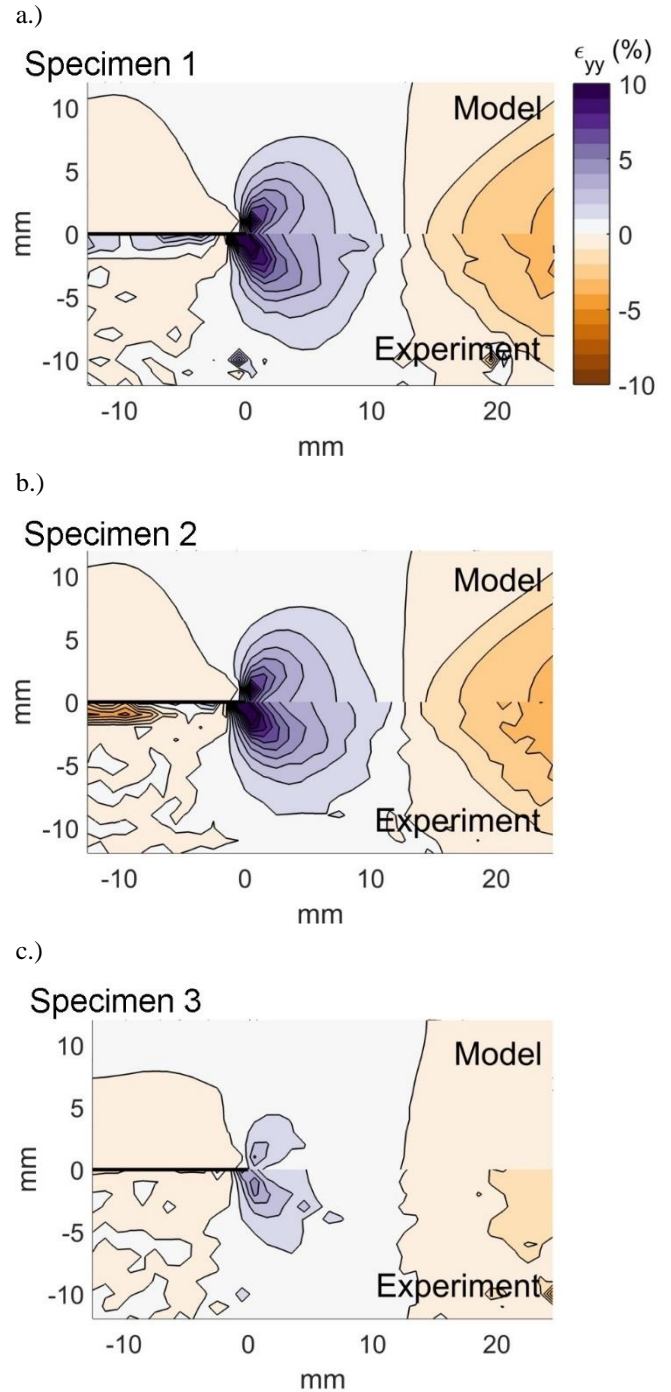 a.)
Specimen 1
ϵyy (%)
10
5
0
-5
-10
mm
10
5
0
-5
-10
Model
Experiment
-10 0 10 20
mm
b.)
Specimen 2
mm
10
5
0
-5
-10
Model
Experiment
-10 0 10 20
mm
c.)
Specimen 3
mm
10
5
0
-5
-10
Model
Experiment
-10 0 10 20
mm